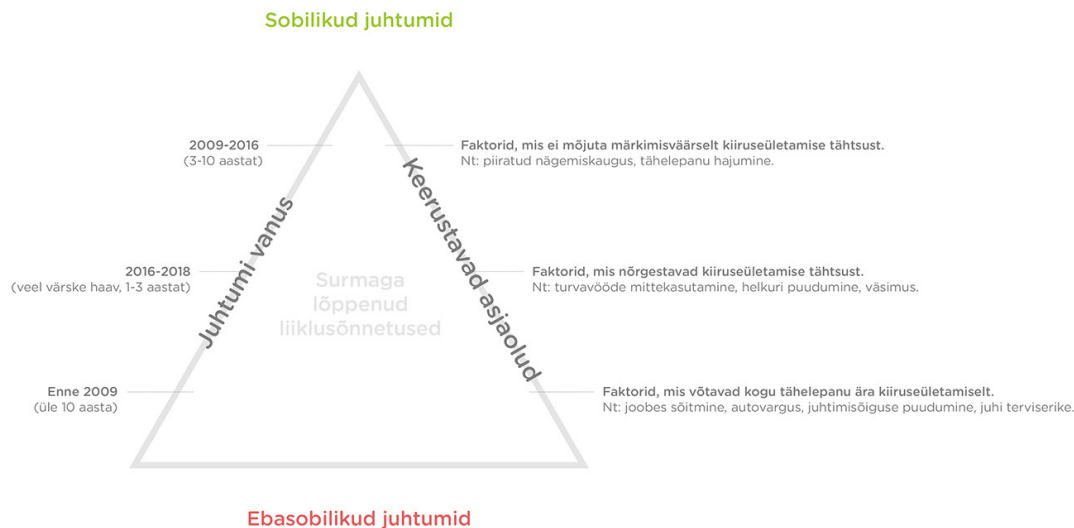 Sobilikud juhtumid
2009-2016
(3-10 aastat)
Faktorid, mis ei mõjuta märkimisväärselt kiiruseületamise tähtsust.
Nt: piiratud nägemiskaugus, tähelepanu hajumine.
Juhtumi vanus
Keerustavad asjaolud
2016-2018
(veel värske haav, 1-3 aastat)
Surmaga
lõppenud
liiklusõnnetused
Faktorid, mis nõrgestavad kiiruseületamise tähtsust.
Nt: turvavööde mittekasutamine, helkuri puudumine, väsimus.
Enne 2009
(üle 10 aasta)
Faktorid, mis võtavad kogu tähelepanu ära kiiruseületamiselt.
Nt: joobes sõitmine, autovargus, juhtimisõiguse puudumine, juhi terviserike.
Ebasobilikud juhtumid